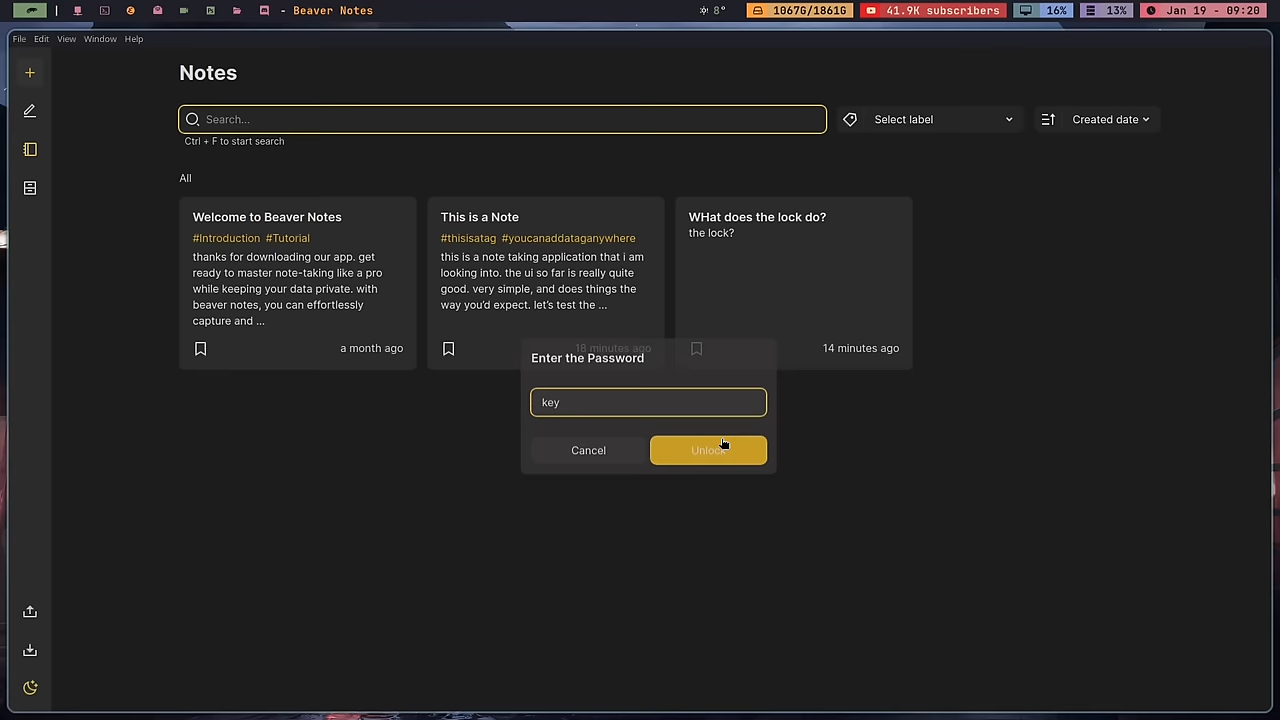 - Beaver Notes
8°
1067G/1861G
41.9K subscribers
16%
13%
Jan 19 - 09:20
File Edit View Window Help
Notes
Search...
Select label
Created date
Ctrl + F to start search
All
Welcome to Beaver Notes
#Introduction #Tutorial
thanks for downloading our app. get
ready to master note-taking like a pro
while keeping your data private. with
beaver notes, you can effortlessly
capture and ...
a month ago
This is a Note
#thisisatag #youcanaddataganywhere
this is a note taking application that i am
looking into. the ui so far is really quite
good. very simple, and does things the
way you'd expect. let's test the ...
18 minutes ago
WHat does the lock do?
the lock?
14 minutes ago
Enter the Password
key
Cancel
Unlock